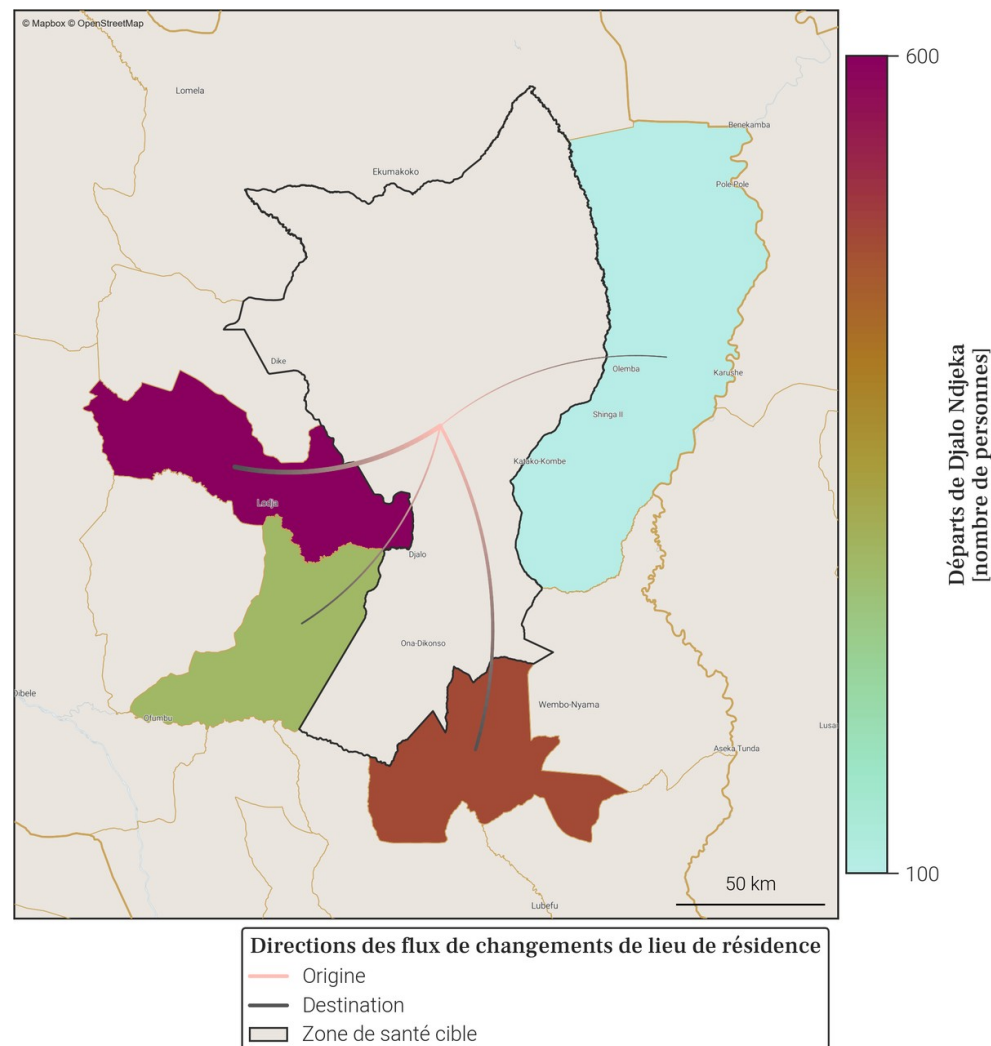 © Mapbox © OpenStreetMap
Lomela
Benekamba
Ekumakoko
Pole Pole
Dike
Olemba
Karushe
Shinga II
Katako-Kombe
Lodja
Djalo
Ona-Dikonso
Dibele
Ofumbu
Wembo-Nyama
Lusa
Aseka Tunda
Lubefu
50 km
600
100
Départs de Djalo Ndjeka
[nombre de personnes]
Directions des flux de changements de lieu de résidence
Origine
Destination
Zone de santé cible